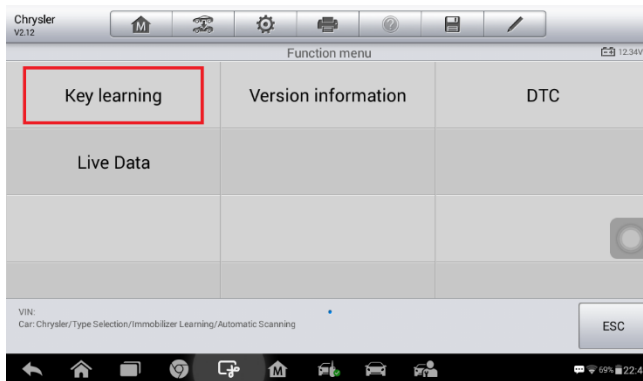 Chrysler
V2.12
Function menu
12.34V
Key learning
Version information
DTC
Live Data
VIN:
Car: Chrysler/Type Selection/Immobilizer Learning/Automatic Scanning
ESC
69%